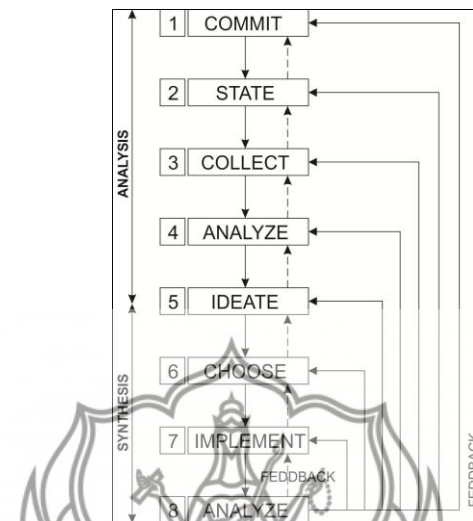 1 COMMIT
2 STATE
3 COLLECT
4 ANALYZE
5 IDEATE
6 CHOOSE
7 IMPLEMENT
FEDDBACK
8 ANALYZE
ANALYSIS
SYNTHESIS
FEDDBACK